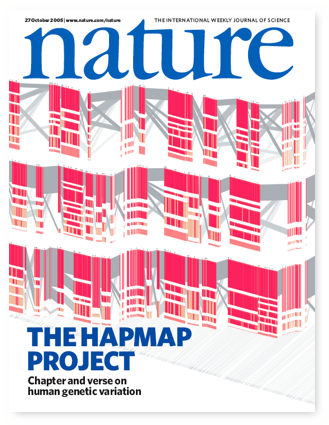 27 October 2005 | www.nature.com/nature THE INTERNATIONAL WEEKLY JOURNAL OF SCIENCE
nature
THE HAPMAP
PROJECT
Chapter and verse on
human genetic variation